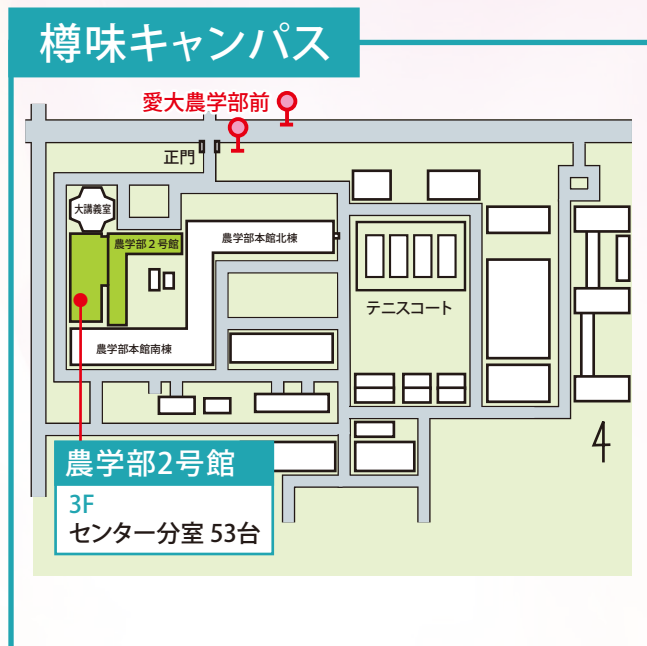 樽味キャンパス
愛大農学部前
正門
大講義室
農学部２号館
農学部本館北棟
テニスコート
農学部本館南棟
農学部2号館
3F
センター分室 53台